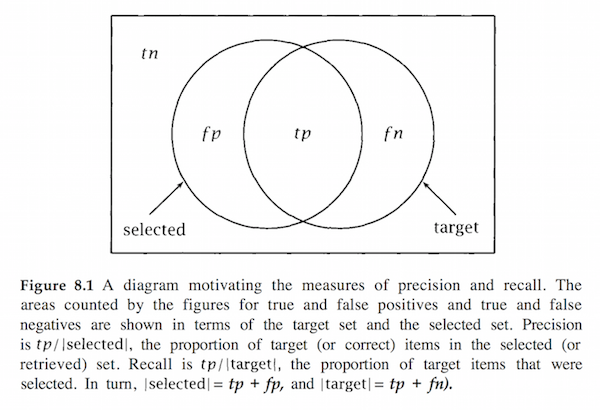 tn
fp
tp
fn
selected
target
Figure 8.1 A diagram motivating the measures of precision and recall. The
areas counted by the figures for true and false positives and true and false
negatives are shown in terms of the target set and the selected set. Precision
is tp/|selected|, the proportion of target (or correct) items in the selected (or
retrieved) set. Recall is tp/|target|, the proportion of target items that were
selected. In turn, |selected| = tp + fp, and |target| = tp + fn).